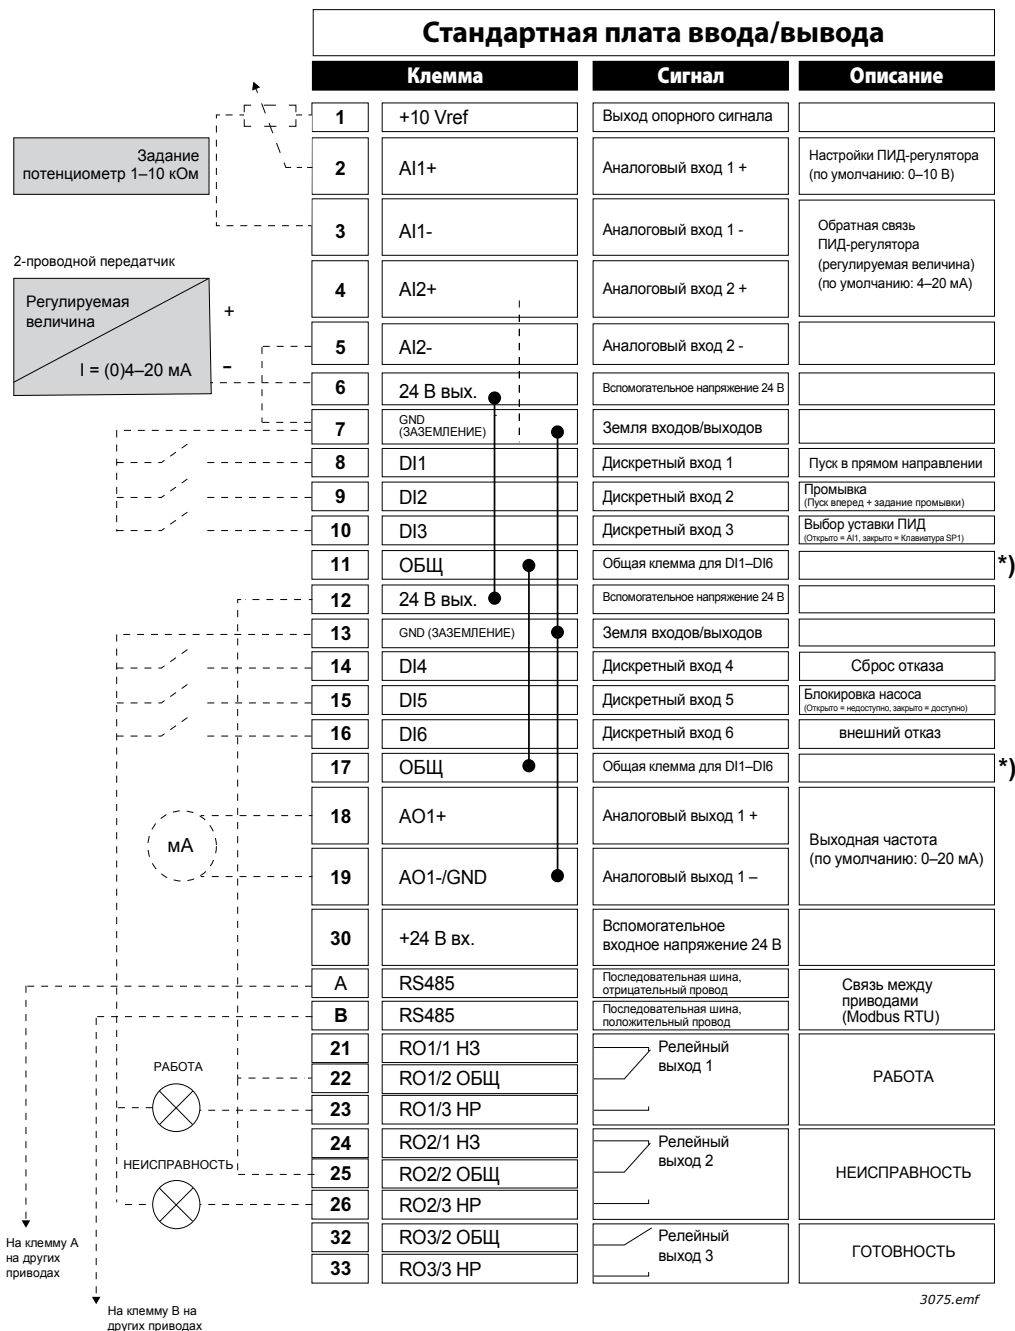 Стандартная плата ввода/вывода
Клемма Сигнал Описание
1 +10 Vref Выход опорного сигнала
Задание
потенциометр 1–10 кОм
2 AI1+ Аналоговый вход 1 + Настройки ПИД-регулятора
(по умолчанию: 0–10 В)
3 AI1- Аналоговый вход 1 -
Обратная связь
ПИД-регулятора
(регулируемая величина)
(по умолчанию: 4–20 мА)
2-проводной передатчик
Регулируемая
величина
I = (0)4–20 мА
+
–
4 AI2+ Аналоговый вход 2 +
5 AI2- Аналоговый вход 2 -
6 24 В вых. Вспомогательное напряжение 24 В
7 GND
(ЗАЗЕМЛЕНИЕ) Земля входов/выходов
8 DI1 Дискретный вход 1 Пуск в прямом направлении
9 DI2 Дискретный вход 2 Промывка
(Пуск вперед + задание промывки)
10 DI3 Дискретный вход 3 Выбор уставки ПИД
(Открыто = AI1, закрыто = Клавиатура SP1)
11 ОБЩ Общая клемма для DI1–DI6 *)
12 24 В вых. Вспомогательное напряжение 24 В
13 GND (ЗАЗЕМЛЕНИЕ) Земля входов/выходов
14 DI4 Дискретный вход 4 Сброс отказа
15 DI5 Дискретный вход 5 Блокировка насоса
(Открыто = недоступно, закрыто = доступно)
16 DI6 Дискретный вход 6 внешний отказ
17 ОБЩ Общая клемма для DI1–DI6 *)
18 AO1+ Аналоговый выход 1 +
мА
Выходная частота
(по умолчанию: 0–20 мА)
19 AO1-/GND Аналоговый выход 1 –
30 +24 В вх. Вспомогательное
входное напряжение 24 В
A RS485 Последовательная шина,
отрицательный провод
Связь между
приводами
(Modbus RTU)
B RS485 Последовательная шина,
положительный провод
21 RO1/1 НЗ Релейный
выход 1
РАБОТА
22 RO1/2 ОБЩ РАБОТА
23 RO1/3 НР
24 RO2/1 НЗ Релейный
выход 2
НЕИСПРАВНОСТЬ
25 RO2/2 ОБЩ НЕИСПРАВНОСТЬ
26 RO2/3 НР
32 RO3/2 ОБЩ Релейный
выход 3
ГОТОВНОСТЬ
33 RO3/3 НР
На клемму A
на других
приводах
На клемму B на
других приводах
3075.emf